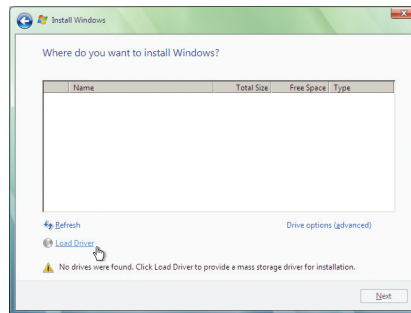 Install Windows
Where do you want to install Windows?
Name Total Size Free Space Type
Refresh Drive options (advanced)
Load Driver
No drives were found. Click Load Driver to provide a mass storage driver for installation.
Next